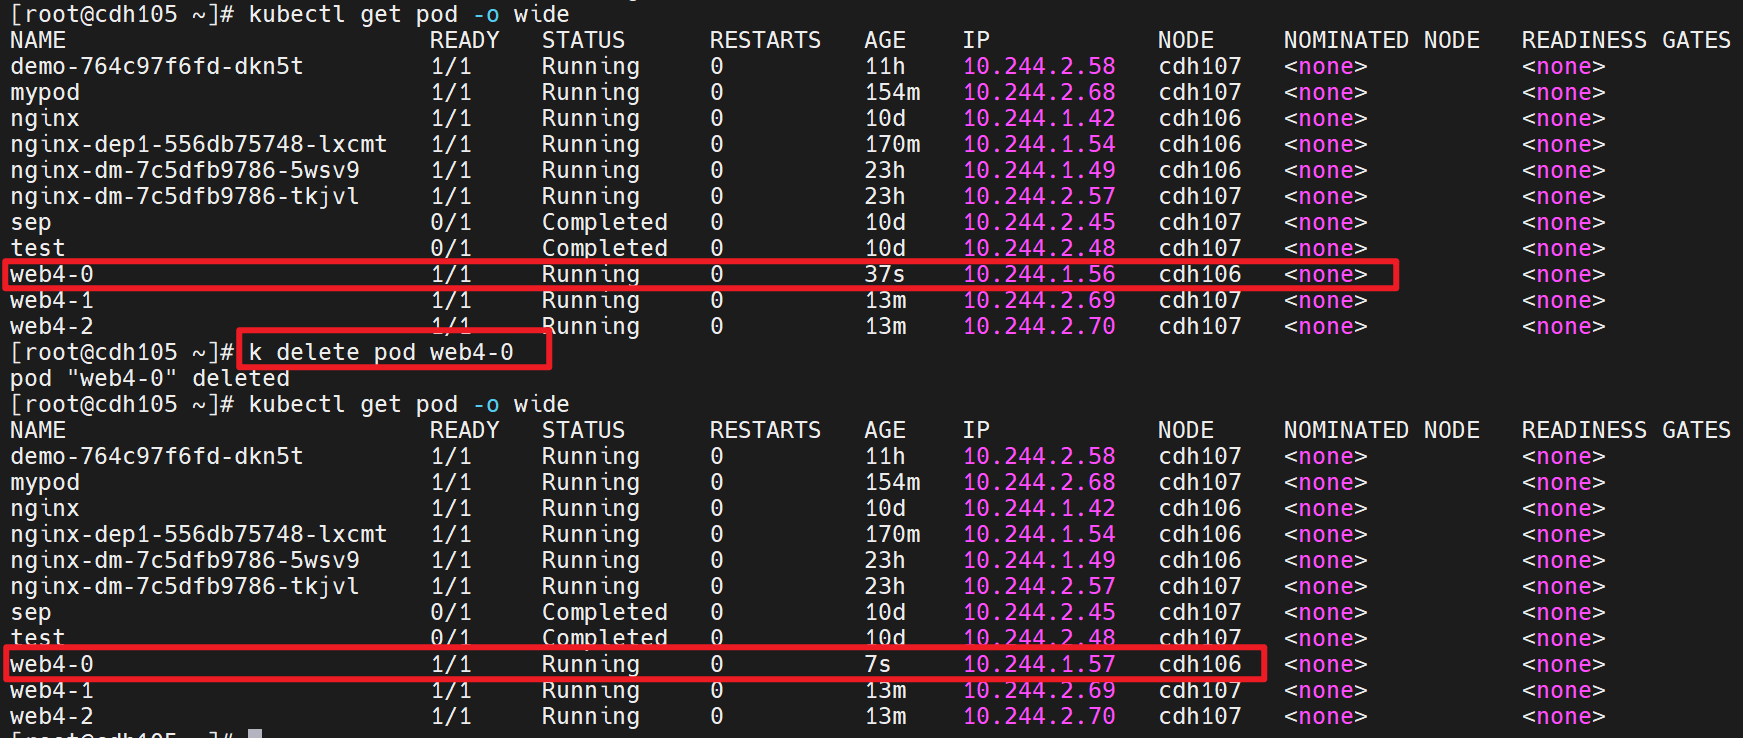 [root@cdh105 ~]# kubectl get pod -o wide
NAME READY STATUS RESTARTS AGE IP NODE NOMINATED NODE READINESS GATES
demo-764c97f6fd-dkn5t 1/1 Running 0 11h 10.244.2.58 cdh107 <none> <none>
mypod 1/1 Running 0 154m 10.244.2.68 cdh107 <none> <none>
nginx 1/1 Running 0 10d 10.244.1.42 cdh106 <none> <none>
nginx-dep1-556db75748-lxcmt 1/1 Running 0 170m 10.244.1.54 cdh106 <none> <none>
nginx-dm-7c5dfb9786-5wsv9 1/1 Running 0 23h 10.244.1.49 cdh106 <none> <none>
nginx-dm-7c5dfb9786-tkjvl 1/1 Running 0 23h 10.244.2.57 cdh107 <none> <none>
sep 0/1 Completed 0 10d 10.244.2.45 cdh107 <none> <none>
test 0/1 Completed 0 10d 10.244.2.48 cdh107 <none> <none>
web4-0 1/1 Running 0 37s 10.244.1.56 cdh106 <none> <none>
web4-1 1/1 Running 0 13m 10.244.2.69 cdh107 <none> <none>
web4-2 1/1 Running 0 13m 10.244.2.70 cdh107 <none> <none>
[root@cdh105 ~]# k delete pod web4-0
pod "web4-0" deleted
[root@cdh105 ~]# kubectl get pod -o wide
NAME READY STATUS RESTARTS AGE IP NODE NOMINATED NODE READINESS GATES
demo-764c97f6fd-dkn5t 1/1 Running 0 11h 10.244.2.58 cdh107 <none> <none>
mypod 1/1 Running 0 154m 10.244.2.68 cdh107 <none> <none>
nginx 1/1 Running 0 10d 10.244.1.42 cdh106 <none> <none>
nginx-dep1-556db75748-lxcmt 1/1 Running 0 170m 10.244.1.54 cdh106 <none> <none>
nginx-dm-7c5dfb9786-5wsv9 1/1 Running 0 23h 10.244.1.49 cdh106 <none> <none>
nginx-dm-7c5dfb9786-tkjvl 1/1 Running 0 23h 10.244.2.57 cdh107 <none> <none>
sep 0/1 Completed 0 10d 10.244.2.45 cdh107 <none> <none>
test 0/1 Completed 0 10d 10.244.2.48 cdh107 <none> <none>
web4-0 1/1 Running 0 7s 10.244.1.57 cdh106 <none> <none>
web4-1 1/1 Running 0 13m 10.244.2.69 cdh107 <none> <none>
web4-2 1/1 Running 0 13m 10.244.2.70 cdh107 <none> <none>
[root@cdh105 ~]#